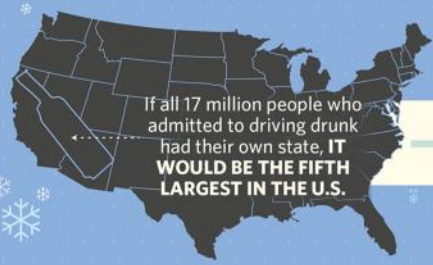 If all 17 million people who
admitted to driving drunk
had their own state, IT
WOULD BE THE FIFTH
LARGEST IN THE U.S.